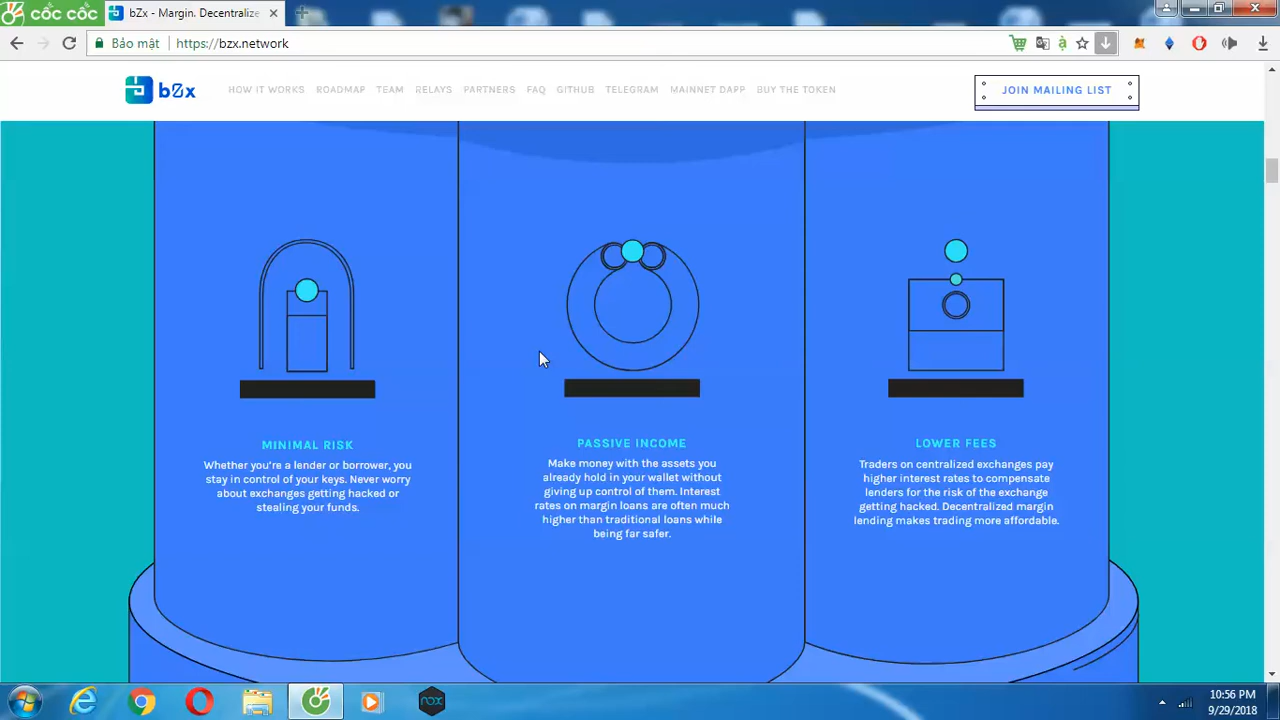 cốc cốc
bZx - Margin. Decentralize
Bảo mật
https://bzx.network
bZx
HOW IT WORKS
ROADMAP
TEAM
RELAYS
PARTNERS
FAQ
GITHUB
TELEGRAM
MAINNET DAPP
BUY THE TOKEN
JOIN MAILING LIST
MINIMAL RISK
Whether you're a lender or borrower, you
stay in control of your keys. Never worry
about exchanges getting hacked or
stealing your funds.
PASSIVE INCOME
Make money with the assets you
already hold in your wallet without
giving up control of them. Interest
rates on margin loans are often much
higher than traditional loans while
being far safer.
LOWER FEES
Traders on centralized exchanges pay
higher interest rates to compensate
lenders for the risk of the exchange
getting hacked. Decentralized margin
lending makes trading more affordable.
nox
10:56 PM
9/29/2018